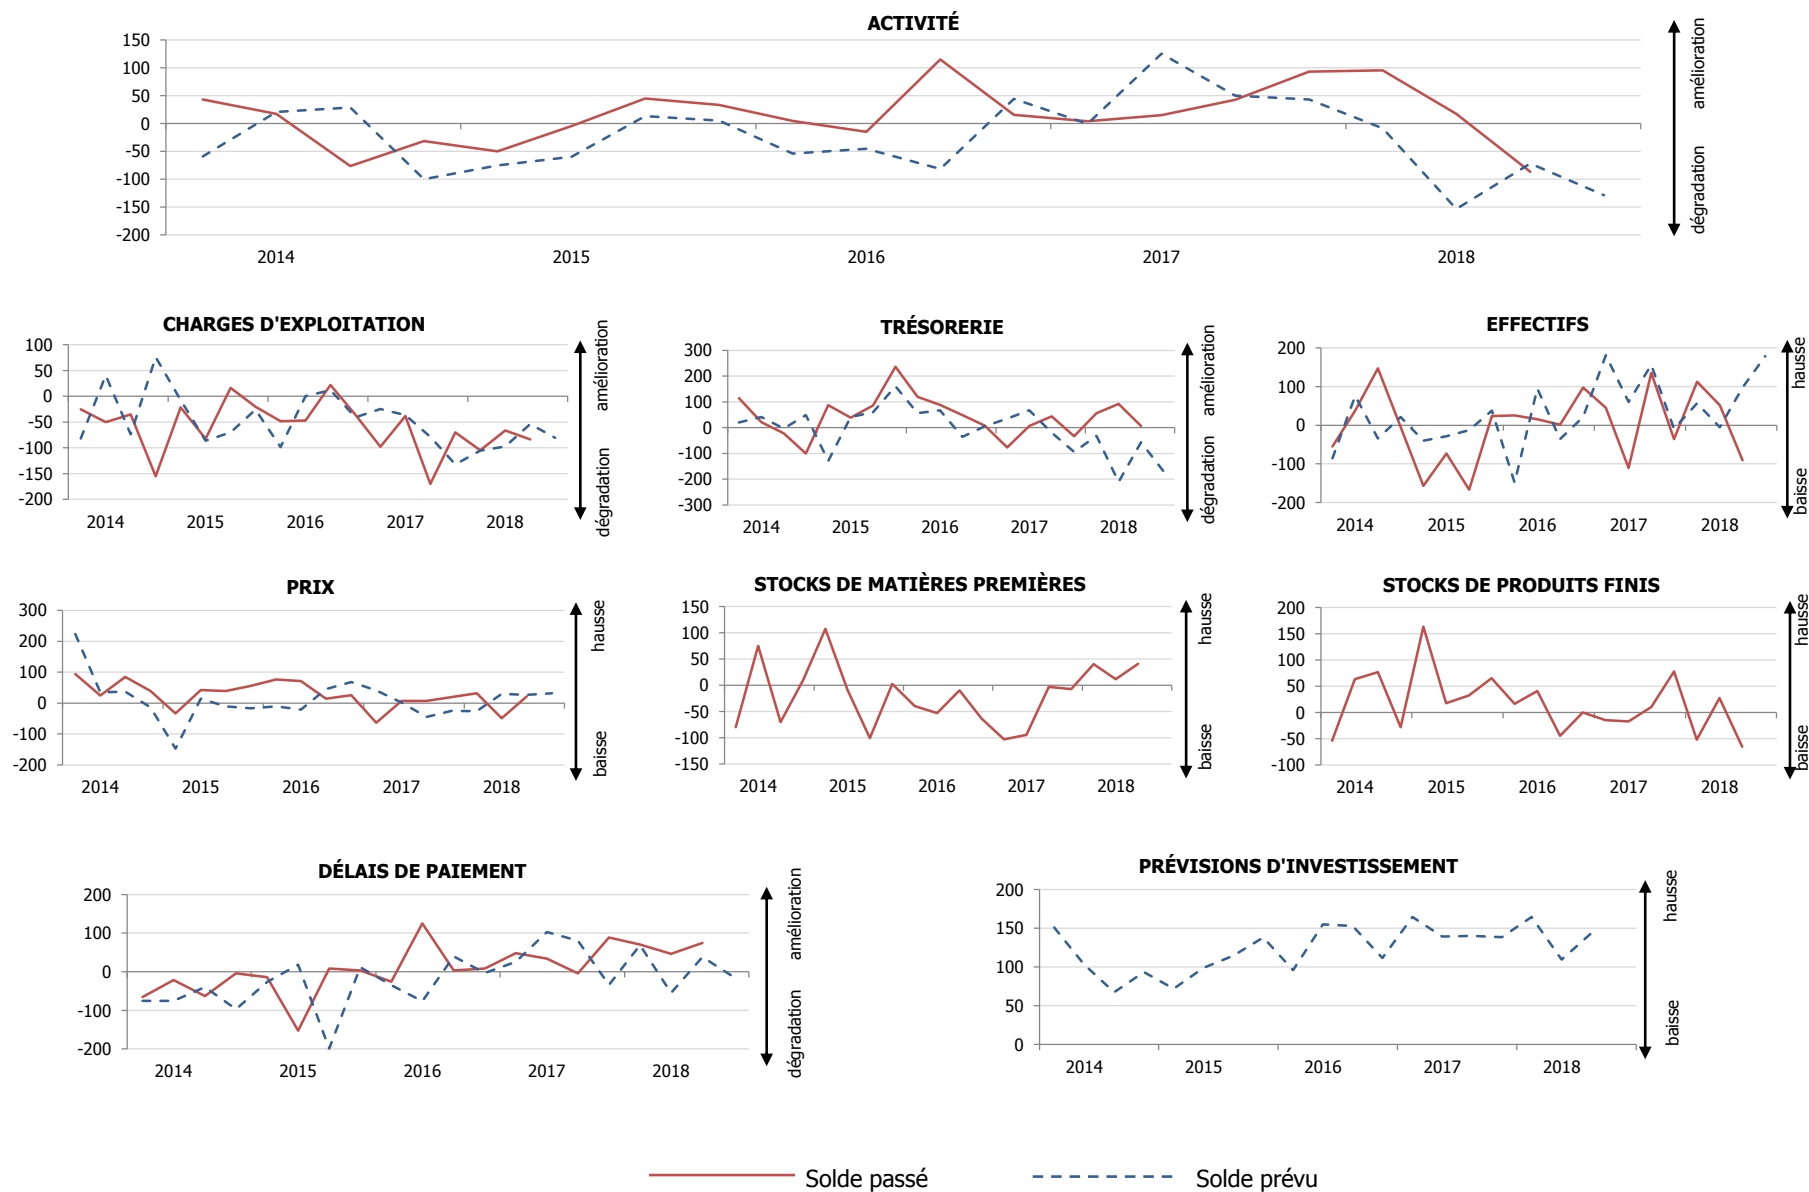 ACTIVITÉ
150
100
50
0
-50
-100
-150
-200
2014 2015 2016 2017 2018
amélioration
dégradation
CHARGES D'EXPLOITATION
100
50
0
-50
-100
-150
-200
2014 2015 2016 2017 2018
amélioration
dégradation
TRÉSORERIE
300
200
100
0
-100
-200
-300
2014 2015 2016 2017 2018
amélioration
dégradation
EFFECTIFS
200
100
0
-100
-200
2014 2015 2016 2017 2018
hausse
baisse
PRIX
300
200
100
0
-100
-200
2014 2015 2016 2017 2018
hausse
baisse
STOCKS DE MATIÈRES PREMIÈRES
150
100
50
0
-50
-100
-150
2014 2015 2016 2017 2018
hausse
baisse
STOCKS DE PRODUITS FINIS
200
150
100
50
0
-50
-100
2014 2015 2016 2017 2018
hausse
baisse
DÉLAIS DE PAIEMENT
200
100
0
-100
-200
2014 2015 2016 2017 2018
amélioration
dégradation
PRÉVISIONS D'INVESTISSEMENT
200
150
100
50
0
2014 2015 2016 2017 2018
hausse
baisse
Solde passé
Solde prévu